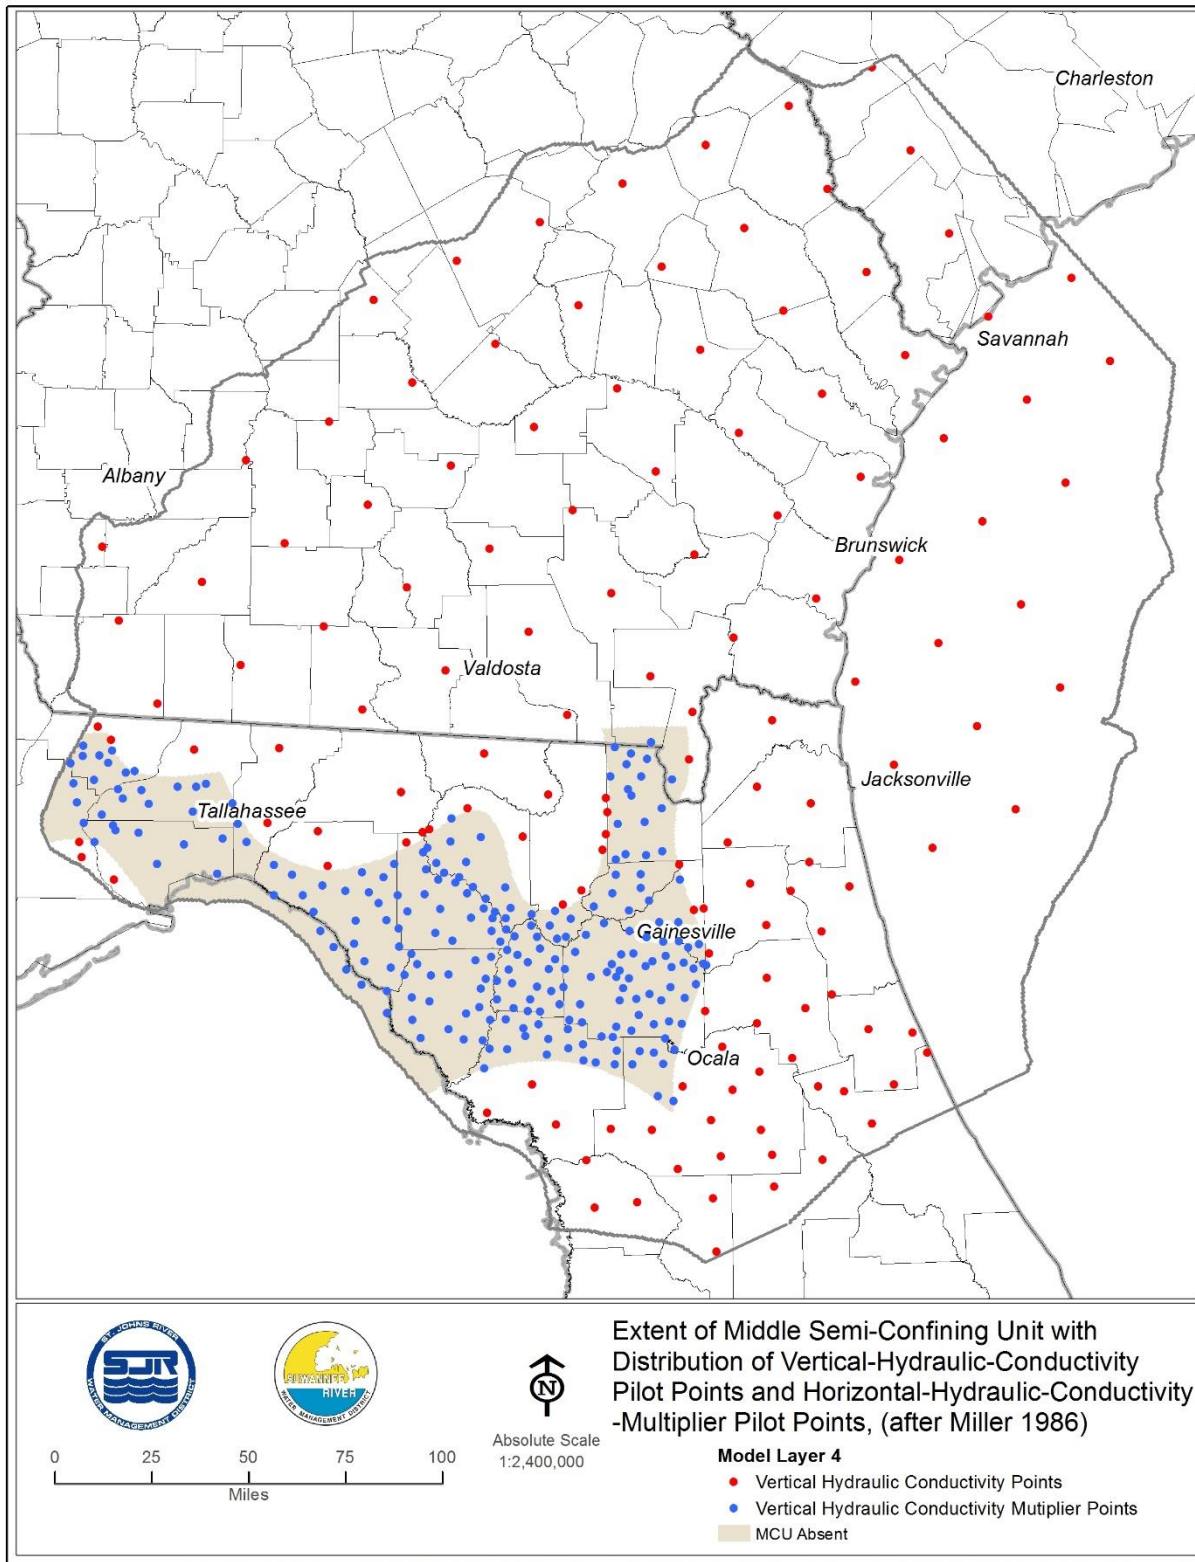 Charleston
Savannah
Albany
Brunswick
Valdosta
Jacksonville
Tallahassee
Gainesville
Ocala
ST. JOHNS RIVER
SJR
WATER MANAGEMENT DISTRICT
SUWANNEE
RIVER
WATER MANAGEMENT DISTRICT
N
Absolute Scale
1:2,400,000
0 25 50 75 100
Miles
Extent of Middle Semi-Confining Unit with
Distribution of Vertical-Hydraulic-Conductivity
Pilot Points and Horizontal-Hydraulic-Conductivity
-Multiplier Pilot Points, (after Miller 1986)
Model Layer 4
Vertical Hydraulic Conductivity Points
Vertical Hydraulic Conductivity Mutiplier Points
MCU Absent